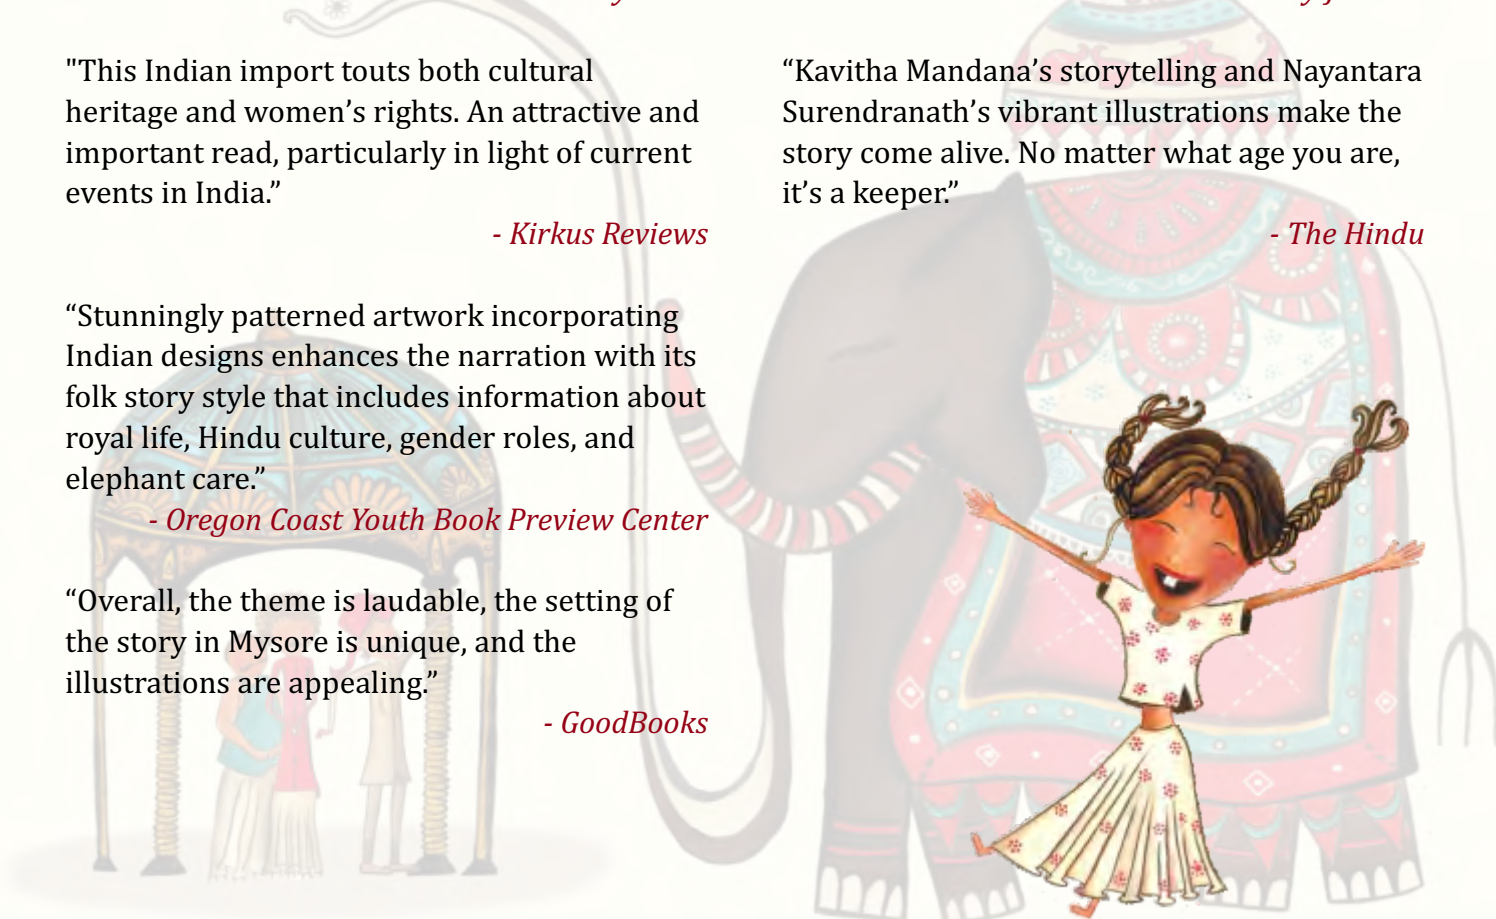 "This Indian import touts both cultural
heritage and women’s rights. An attractive and
important read, particularly in light of current
events in India.”
- Kirkus Reviews
“Stunningly patterned artwork incorporating
Indian designs enhances the narration with its
folk story style that includes information about
royal life, Hindu culture, gender roles, and
elephant care.”
- Oregon Coast Youth Book Preview Center
“Overall, the theme is laudable, the setting of
the story in Mysore is unique, and the
illustrations are appealing.”
- GoodBooks
“Kavitha Mandana’s storytelling and Nayantara
Surendranath’s vibrant illustrations make the
story come alive. No matter what age you are,
it’s a keeper.”
- The Hindu